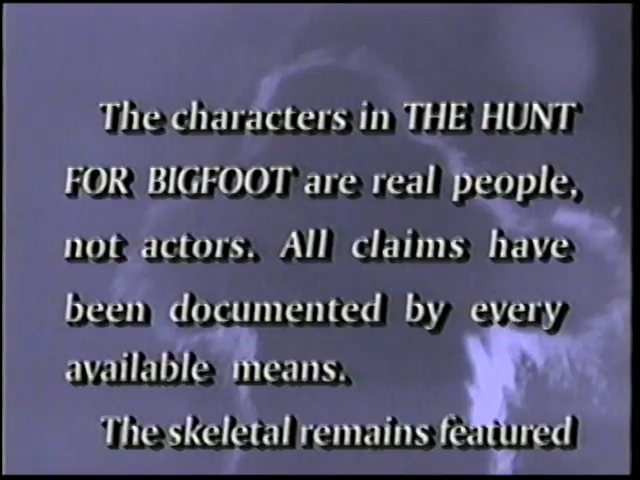 The characters in THE HUNT
FOR BIGFOOT are real people,
not actors. All claims have
been documented by every
available means.
The skeletal remains featured